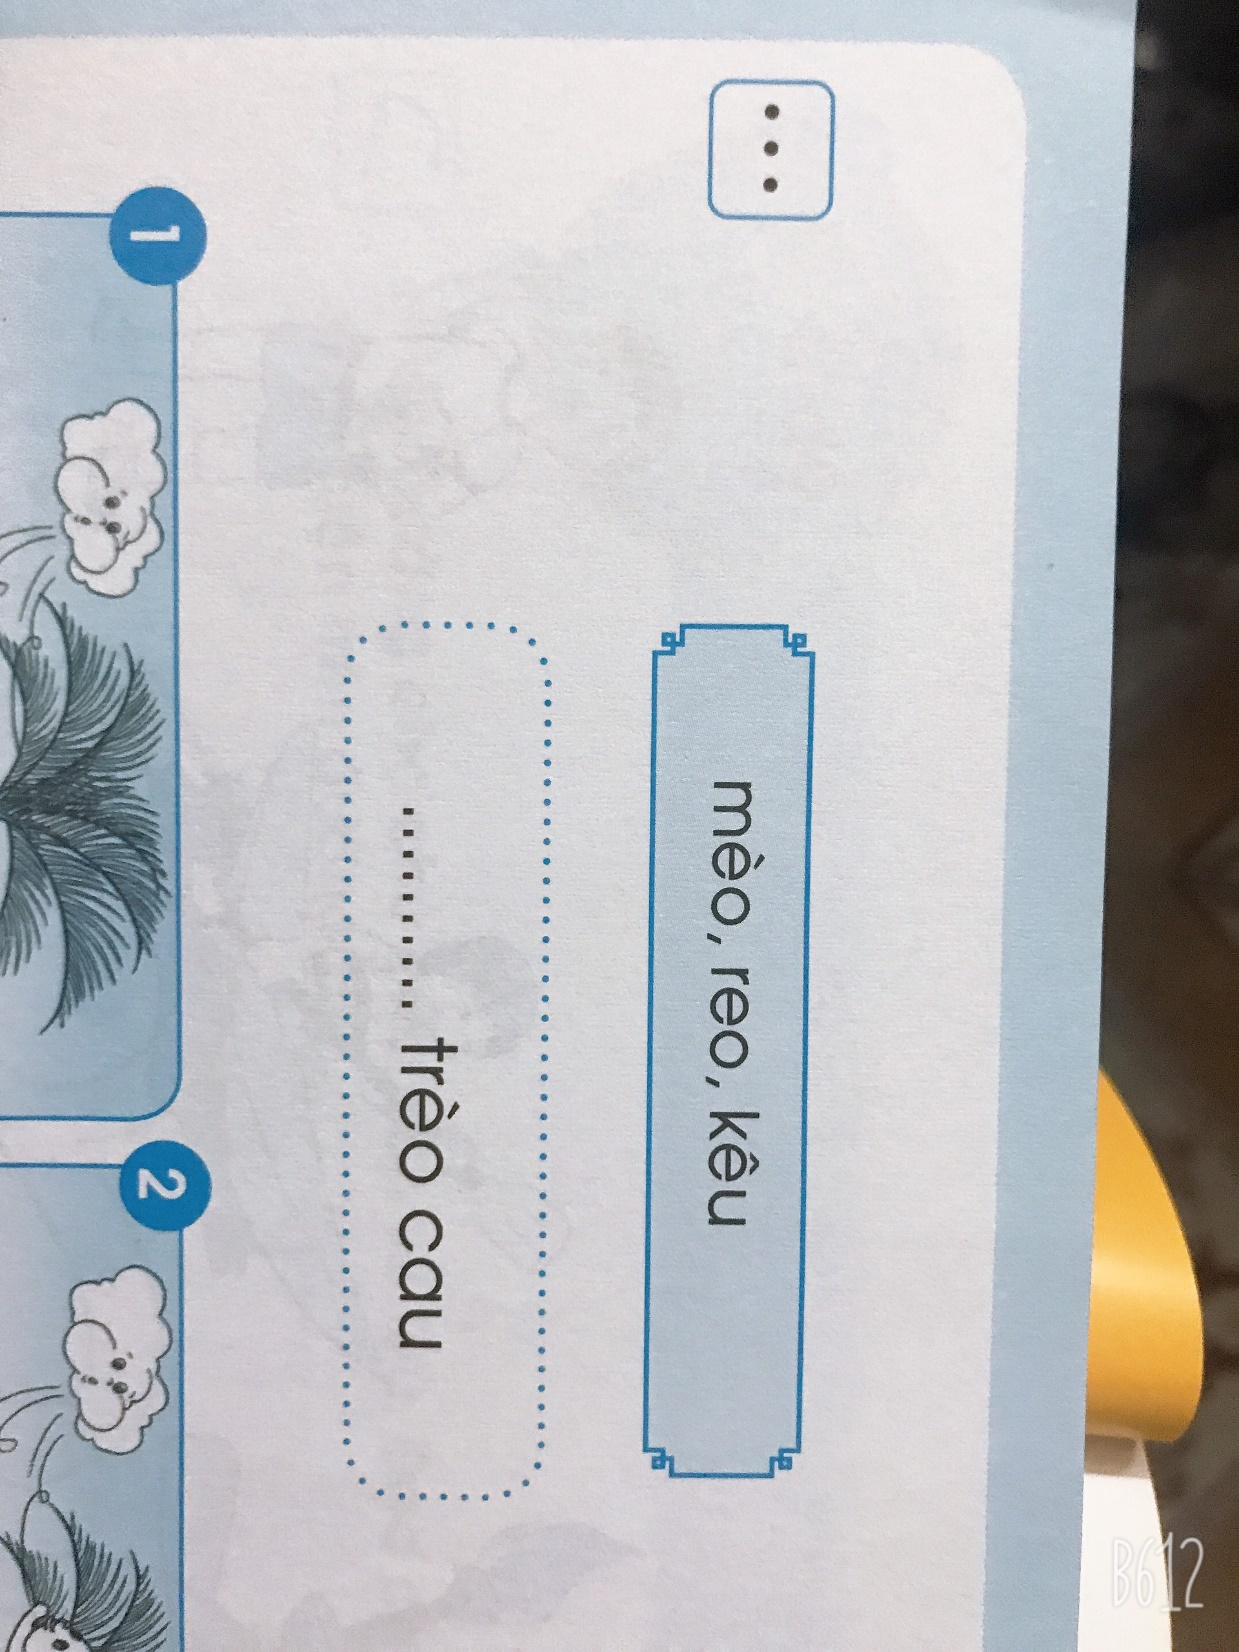 ...
mèo, reo, kêu
.......... trèo cau
1
2
B612